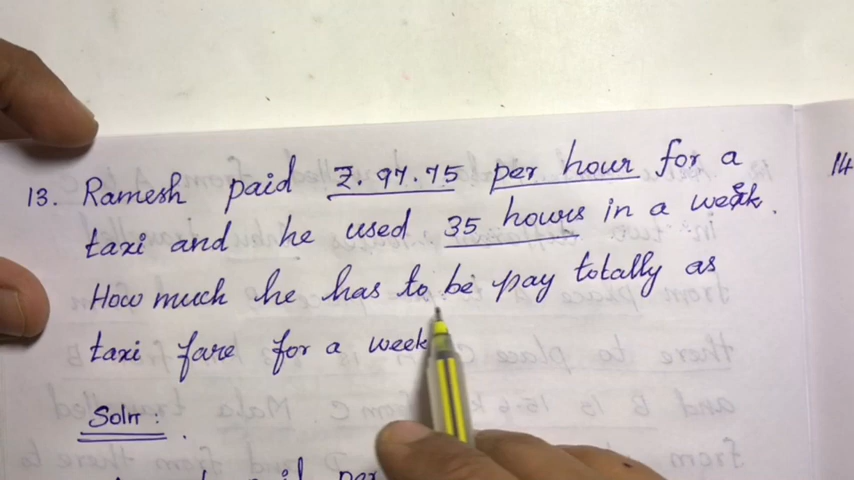 13. Ramesh paid ₹. 97.75 per hour for a
taxi and he used 35 hours in a week.
How much he has to be pay totally as
taxi fare for a week
Soln :
14